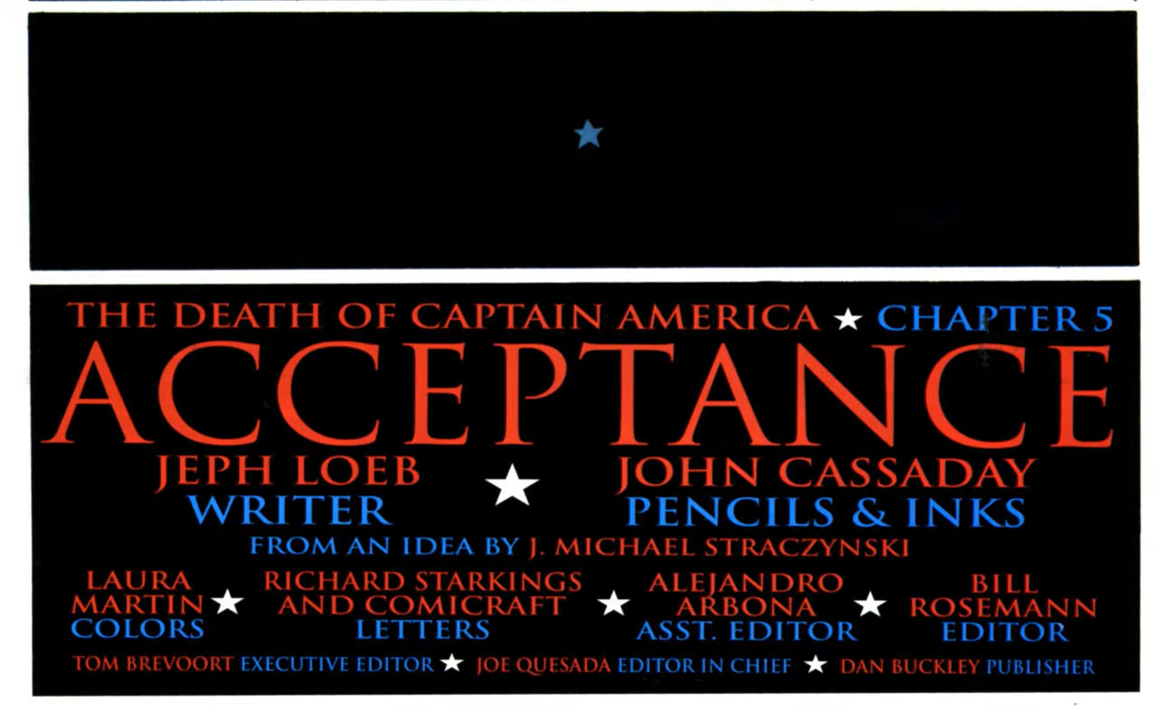 THE DEATH OF CAPTAIN AMERICA ★ CHAPTER 5
ACCEPTANCE
JEPH LOEB ★ JOHN CASSADAY
WRITER PENCILS & INKS
FROM AN IDEA BY J. MICHAEL STRACZYNSKI
LAURA RICHARD STARKINGS ALEJANDRO BILL
MARTIN ★ AND COMICRAFT ★ ARBONA ★ ROSEMANN
COLORS LETTERS ASST. EDITOR EDITOR
TOM BREVOORT EXECUTIVE EDITOR ★ JOE QUESADA EDITOR IN CHIEF ★ DAN BUCKLEY PUBLISHER